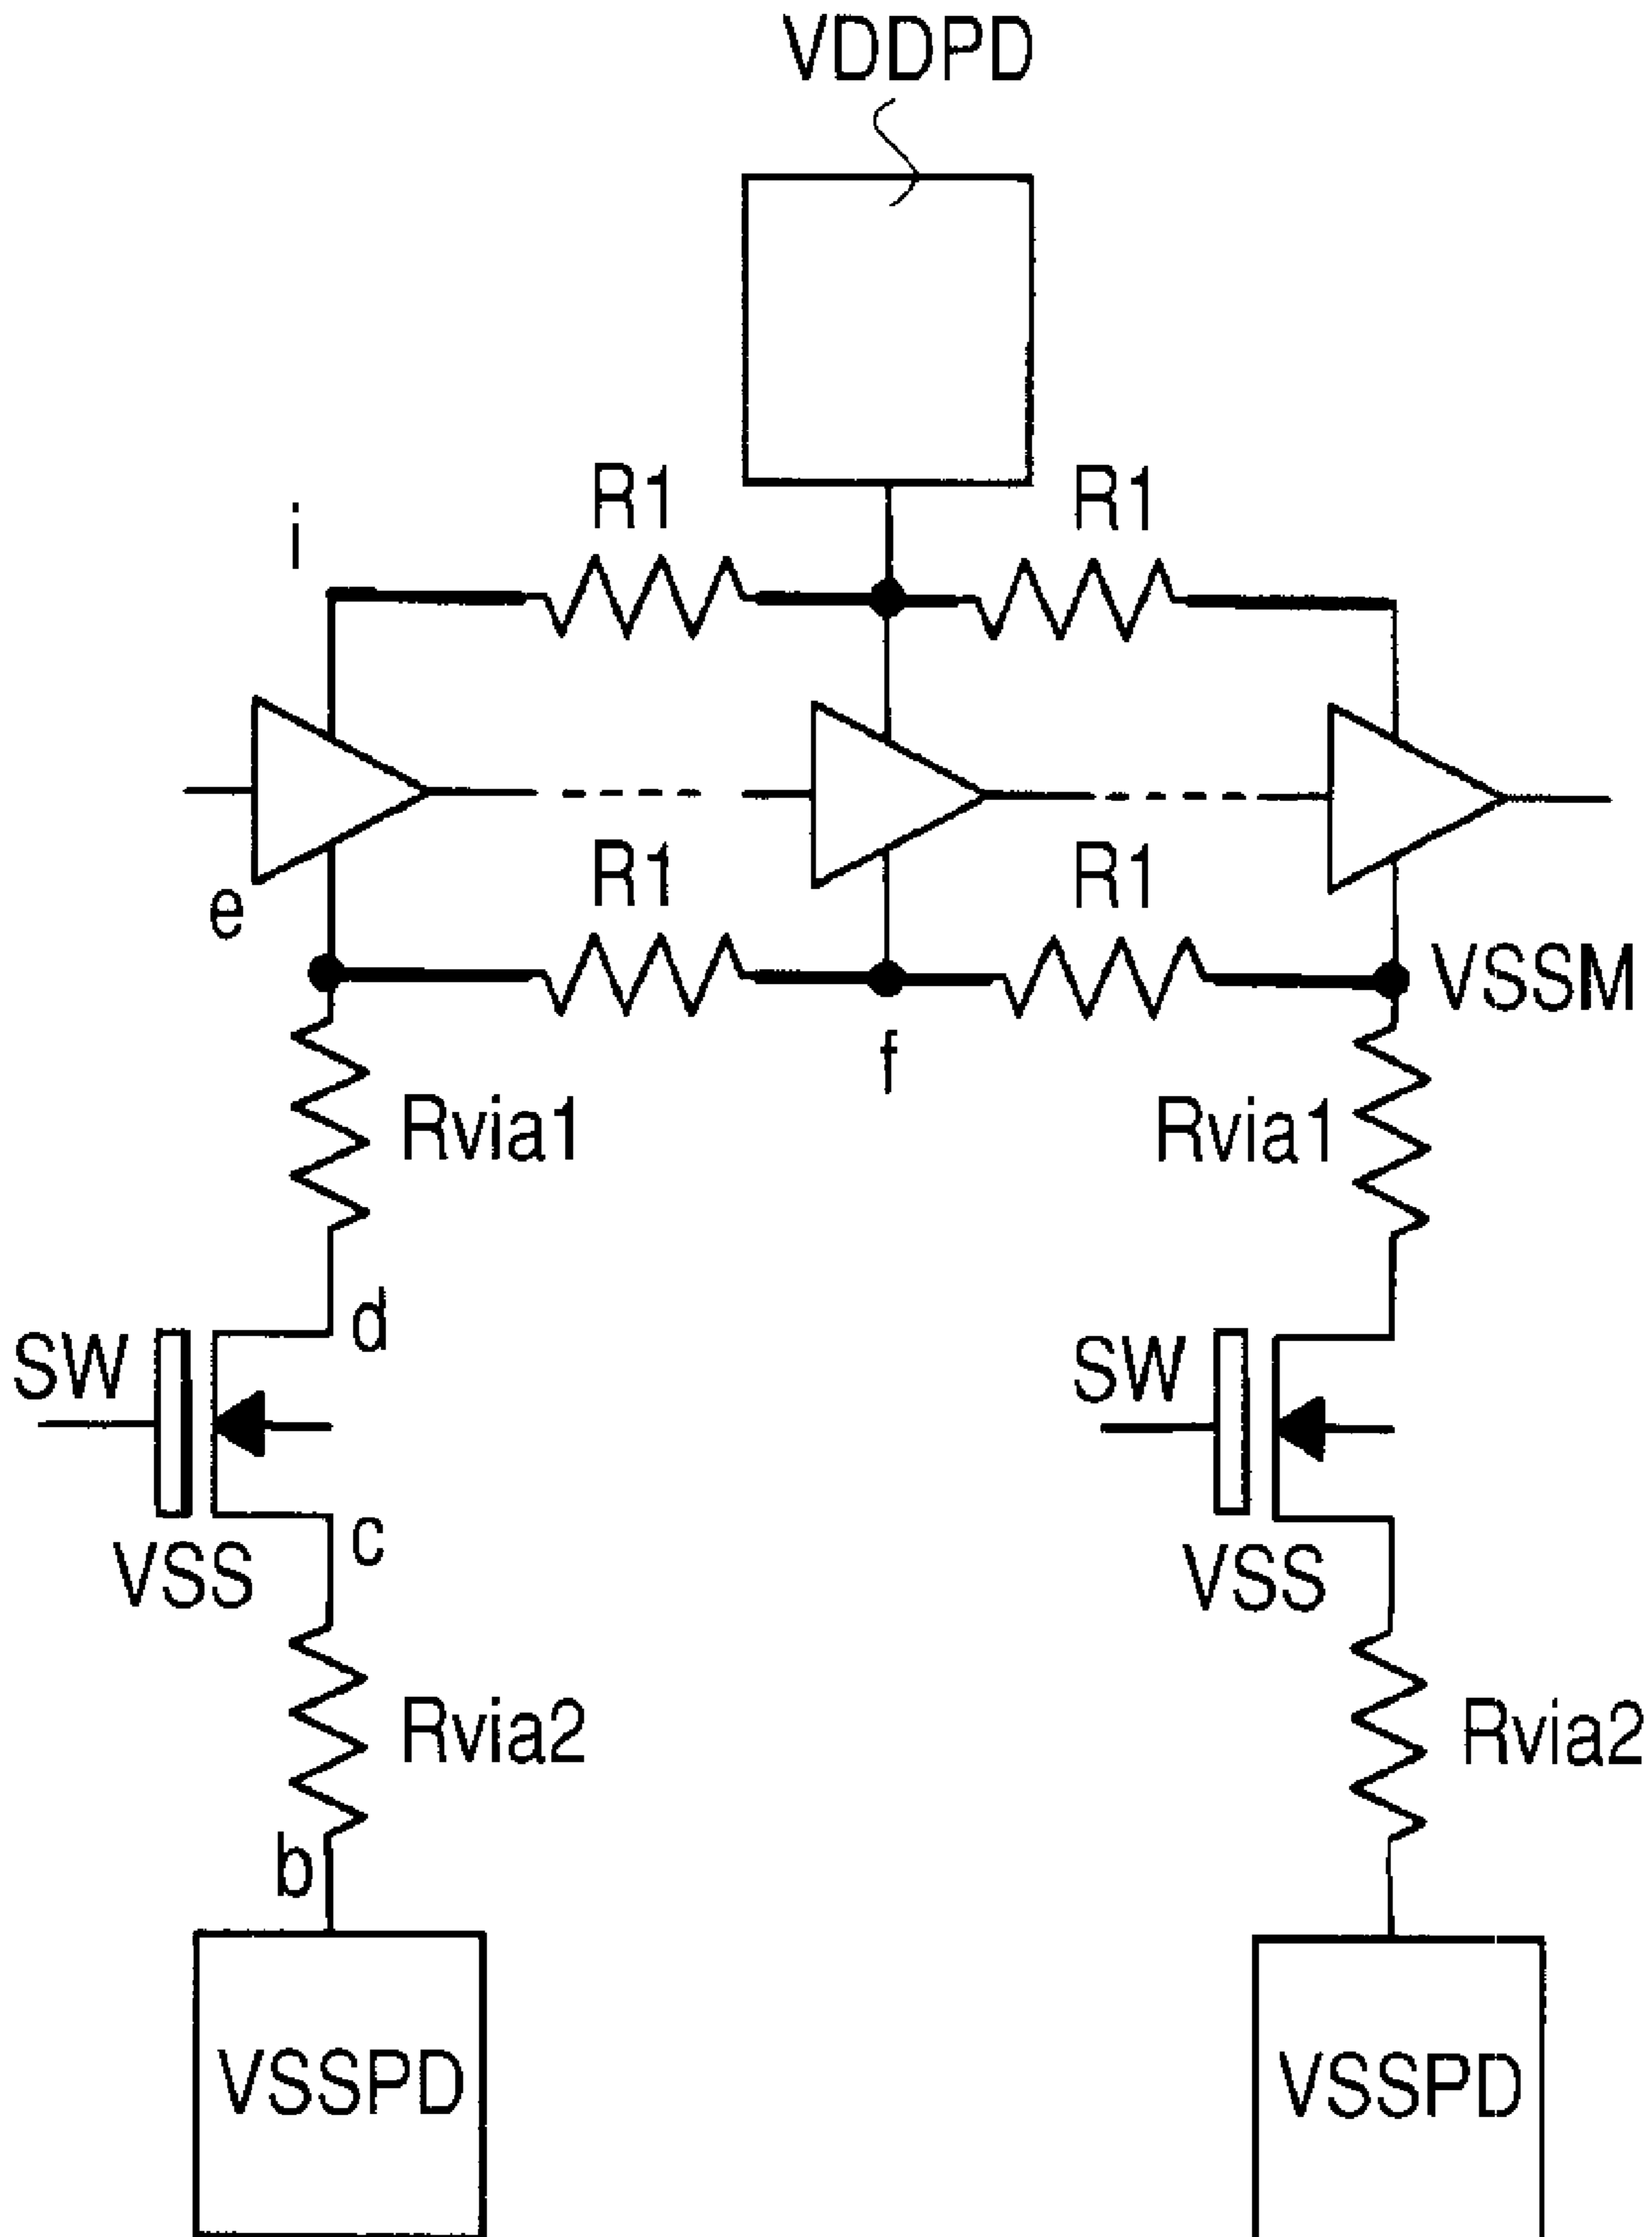 VDDPD
R1 R1
i
e
R1 R1
VSSM
f
Rvia1 Rvia1
d
SW SW
c
VSS VSS
Rvia2 Rvia2
b
VSSPD VSSPD